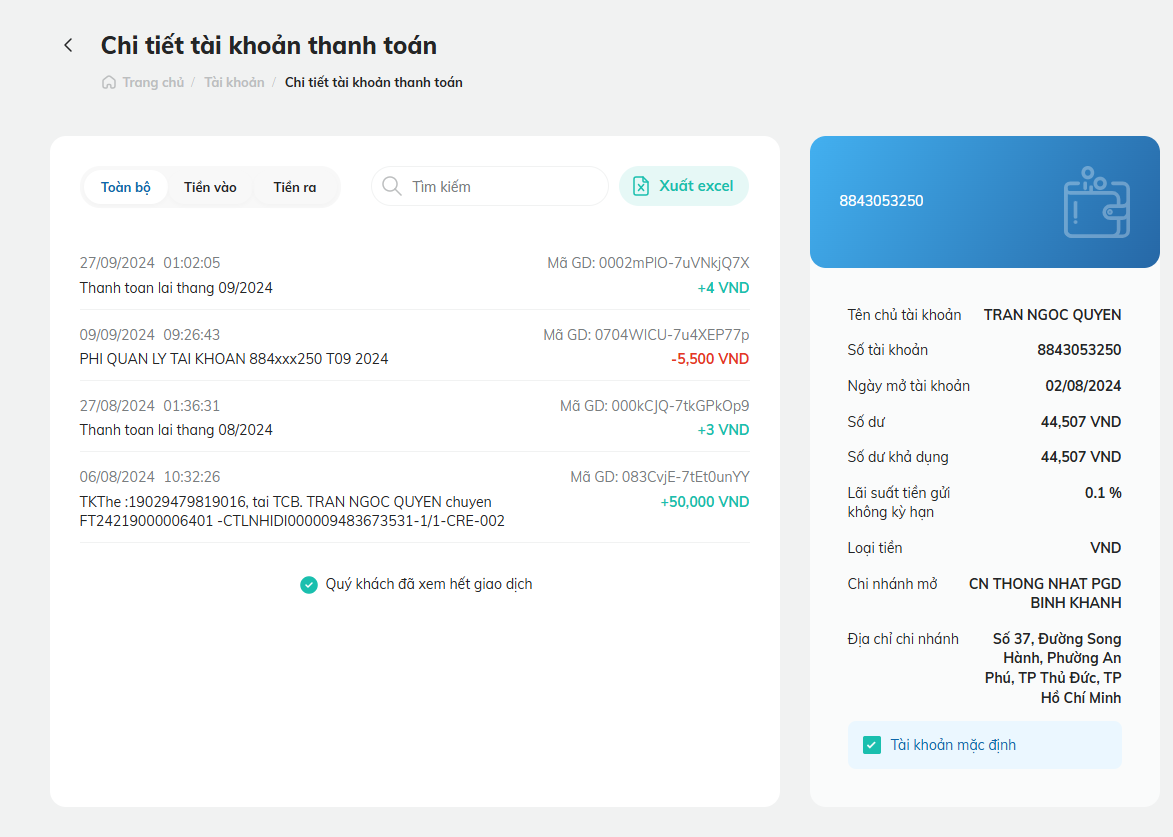 Chi tiết tài khoản thanh toán
Trang chủ / Tài khoản / Chi tiết tài khoản thanh toán
Toàn bộ Tiền vào Tiền ra
Tìm kiếm
Xuất excel
27/09/2024 01:02:05 Mã GD: 0002mPIO-7uVNkjQ7X
Thanh toan lai thang 09/2024 +4 VND
09/09/2024 09:26:43 Mã GD: 0704WICU-7u4XEP77p
PHI QUAN LY TAI KHOAN 884xxx250 T09 2024 -5,500 VND
27/08/2024 01:36:31 Mã GD: 000kCJQ-7tkGPkOp9
Thanh toan lai thang 08/2024 +3 VND
06/08/2024 10:32:26 Mã GD: 083CvjE-7tEt0unYY
TKThe :19029479819016, tai TCB. TRAN NGOC QUYEN chuyen +50,000 VND
FT24219000006401 -CTLNHIDI000009483673531-1/1-CRE-002
Quý khách đã xem hết giao dịch
8843053250
Tên chủ tài khoản TRAN NGOC QUYEN
Số tài khoản 8843053250
Ngày mở tài khoản 02/08/2024
Số dư 44,507 VND
Số dư khả dụng 44,507 VND
Lãi suất tiền gửi 0.1 %
không kỳ hạn
Loại tiền VND
Chi nhánh mở CN THONG NHAT PGD
BINH KHANH
Địa chỉ chi nhánh Số 37, Đường Song
Hành, Phường An
Phú, TP Thủ Đức, TP
Hồ Chí Minh
Tài khoản mặc định